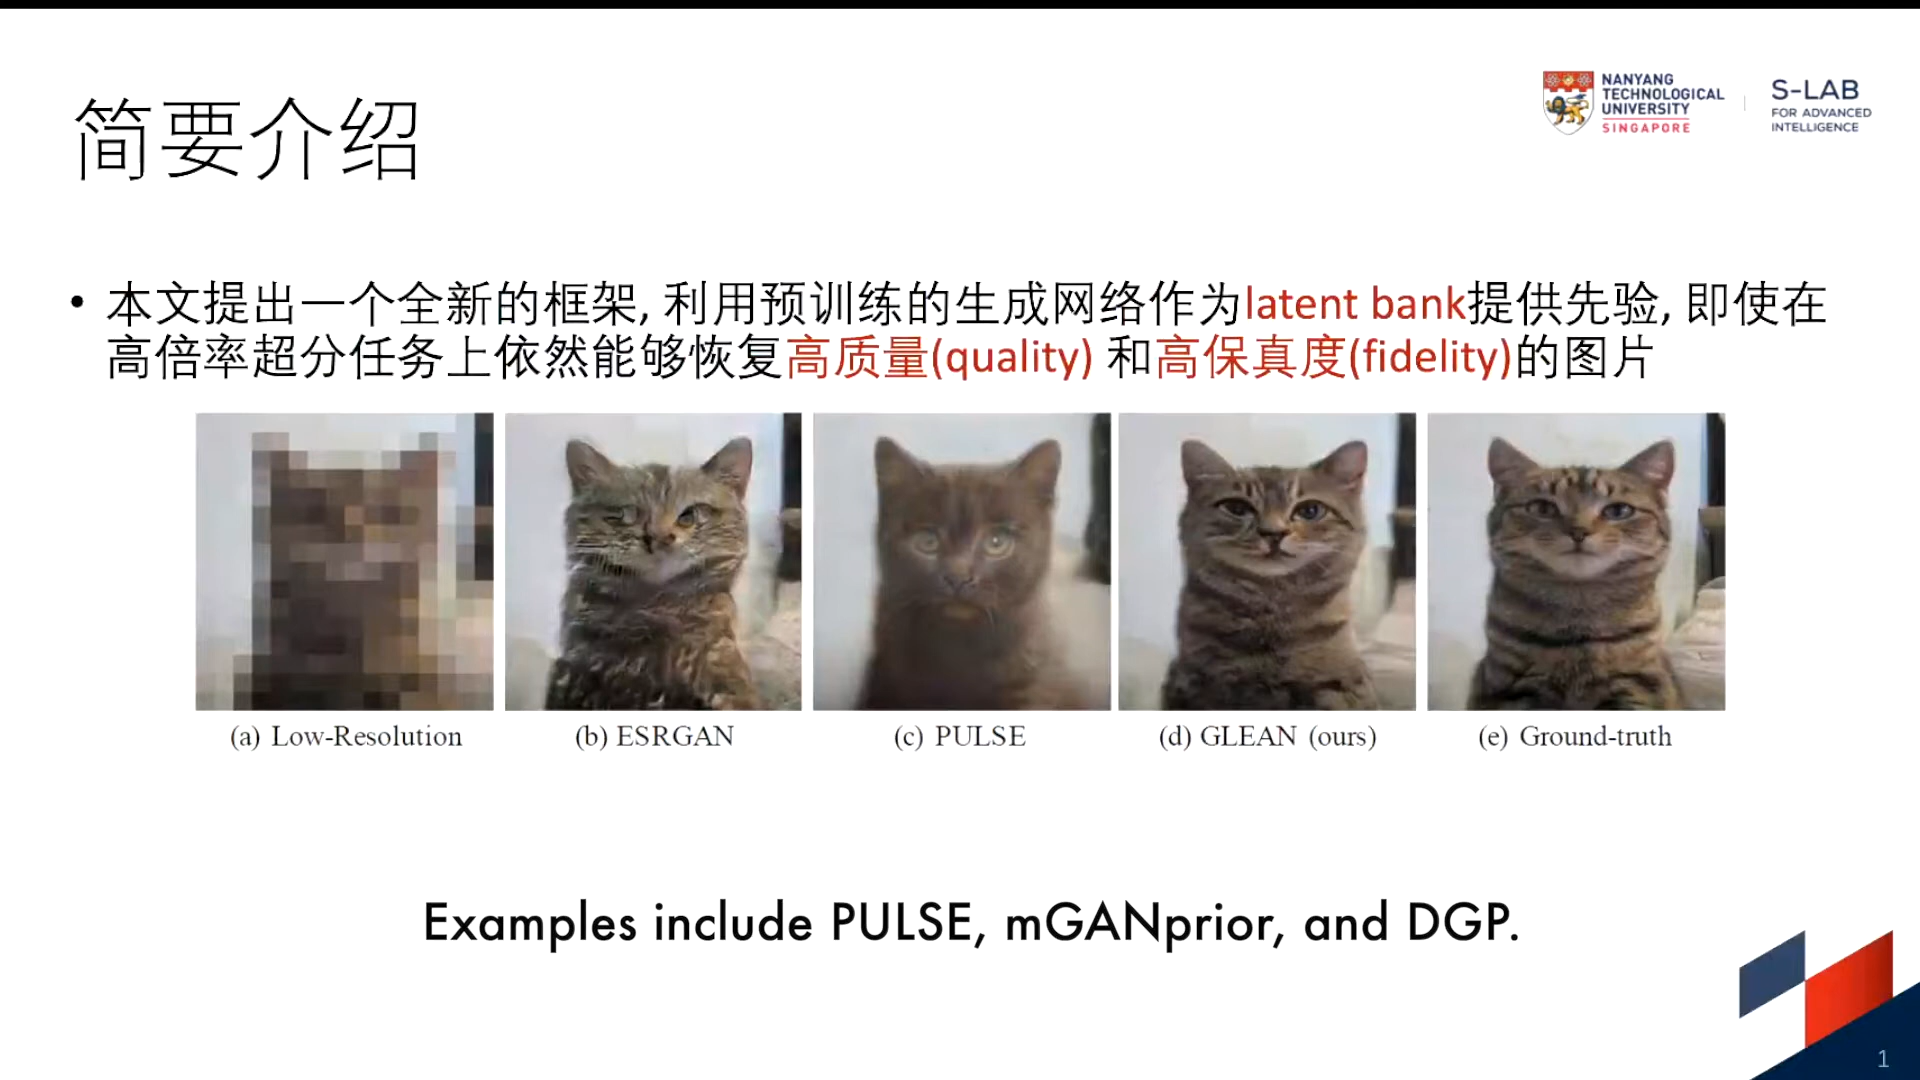 简要介绍
NANYANG
TECHNOLOGICAL
UNIVERSITY
SINGAPORE
S-LAB
FOR ADVANCED
INTELLIGENCE
• 本文提出一个全新的框架, 利用预训练的生成网络作为latent bank提供先验, 即使在
高倍率超分任务上依然能够恢复高质量(quality) 和高保真度(fidelity)的图片
(a) Low-Resolution
(b) ESRGAN
(c) PULSE
(d) GLEAN (ours)
(e) Ground-truth
Examples include PULSE, mGANprior, and DGP.
1